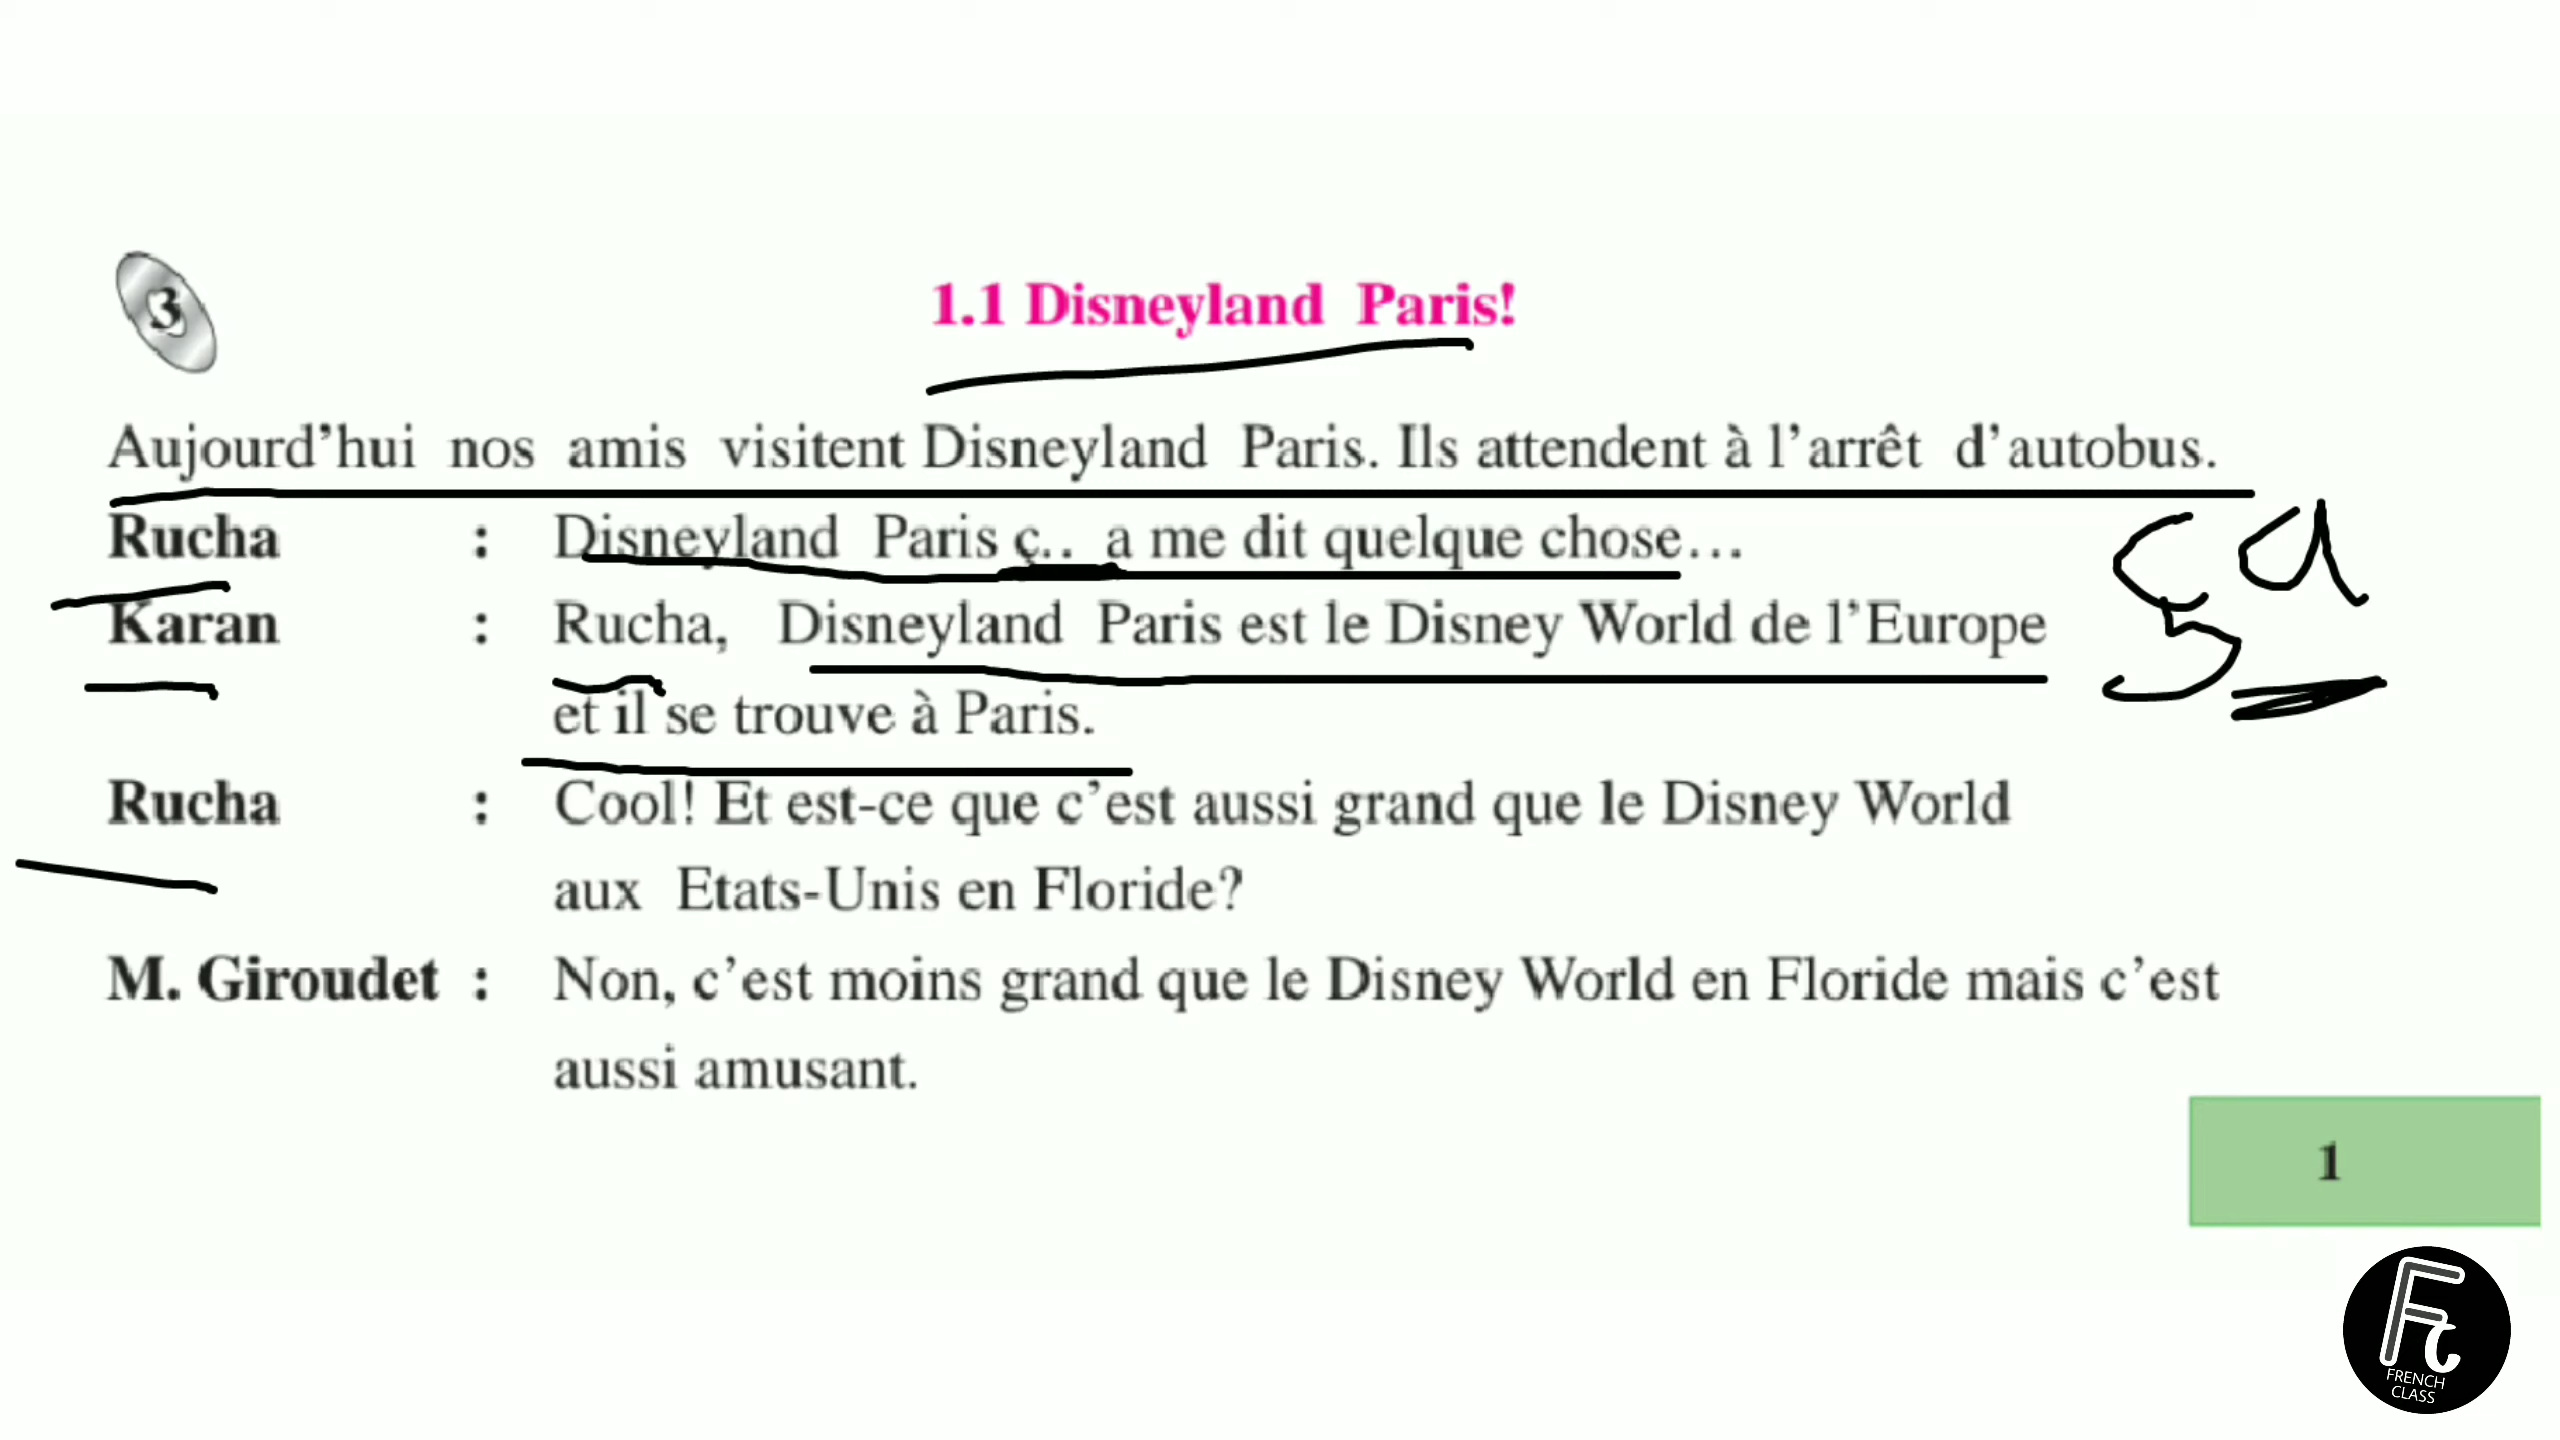 3
1.1 Disneyland Paris!
Aujourd’hui nos amis visitent Disneyland Paris. Ils attendent à l’arrêt d’autobus.
Rucha : Disneyland Paris ç.. a me dit quelque chose…
ça
Karan : Rucha, Disneyland Paris est le Disney World de l’Europe
et il se trouve à Paris.
Rucha : Cool! Et est-ce que c’est aussi grand que le Disney World
aux Etats-Unis en Floride?
M. Giroudet : Non, c’est moins grand que le Disney World en Floride mais c’est
aussi amusant.
1
Fc
FRENCH
CLASS